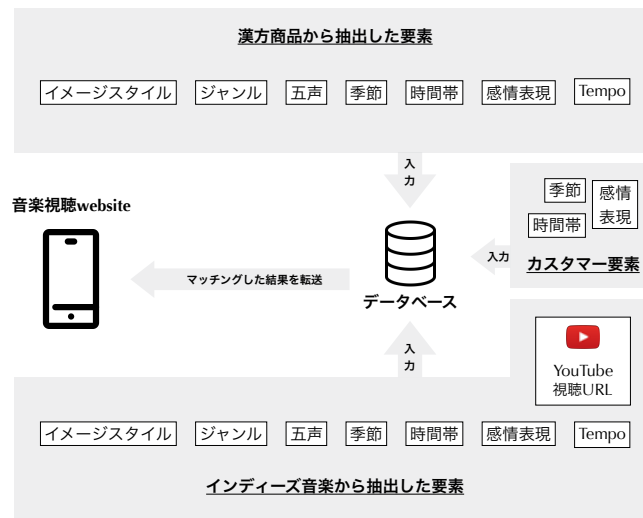 漢方商品から抽出した要素
イメージスタイル ジャンル 五声 季節 時間帯 感情表現 Tempo
入
力
音楽視聴website
マッチングした結果を転送
データベース
入力
季節
時間帯
感情
表現
カスタマー要素
入
力
YouTube
視聴URL
イメージスタイル ジャンル 五声 季節 時間帯 感情表現 Tempo
インディーズ音楽から抽出した要素